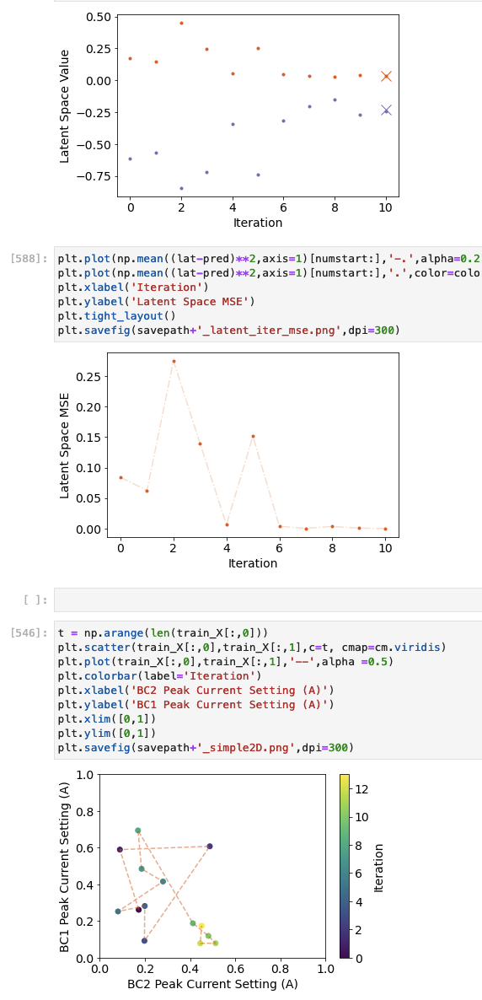 0.50
0.25
0.00
−0.25
−0.50
−0.75
Latent Space Value
0 2 4 6 8 10
Iteration
[588]: plt.plot(np.mean((lat-pred)**2,axis=1)[numstart:],'-.',alpha=0.2
plt.plot(np.mean((lat-pred)**2,axis=1)[numstart:],'.',color=colo
plt.xlabel('Iteration')
plt.ylabel('Latent Space MSE')
plt.tight_layout()
plt.savefig(savepath+'_latent_iter_mse.png',dpi=300)
0.25
0.20
0.15
0.10
0.05
0.00
Latent Space MSE
0 2 4 6 8 10
Iteration
[ ]:
[546]: t = np.arange(len(train_X[:,0]))
plt.scatter(train_X[:,0],train_X[:,1],c=t, cmap=cm.viridis)
plt.plot(train_X[:,0],train_X[:,1],'--',alpha =0.5)
plt.colorbar(label='Iteration')
plt.xlabel('BC2 Peak Current Setting (A)')
plt.ylabel('BC1 Peak Current Setting (A)')
plt.xlim([0,1])
plt.ylim([0,1])
plt.savefig(savepath+'_simple2D.png',dpi=300)
1.0
0.8
0.6
0.4
0.2
0.0
BC1 Peak Current Setting (A)
0.0 0.2 0.4 0.6 0.8 1.0
BC2 Peak Current Setting (A)
12
10
8
6
4
2
0
Iteration